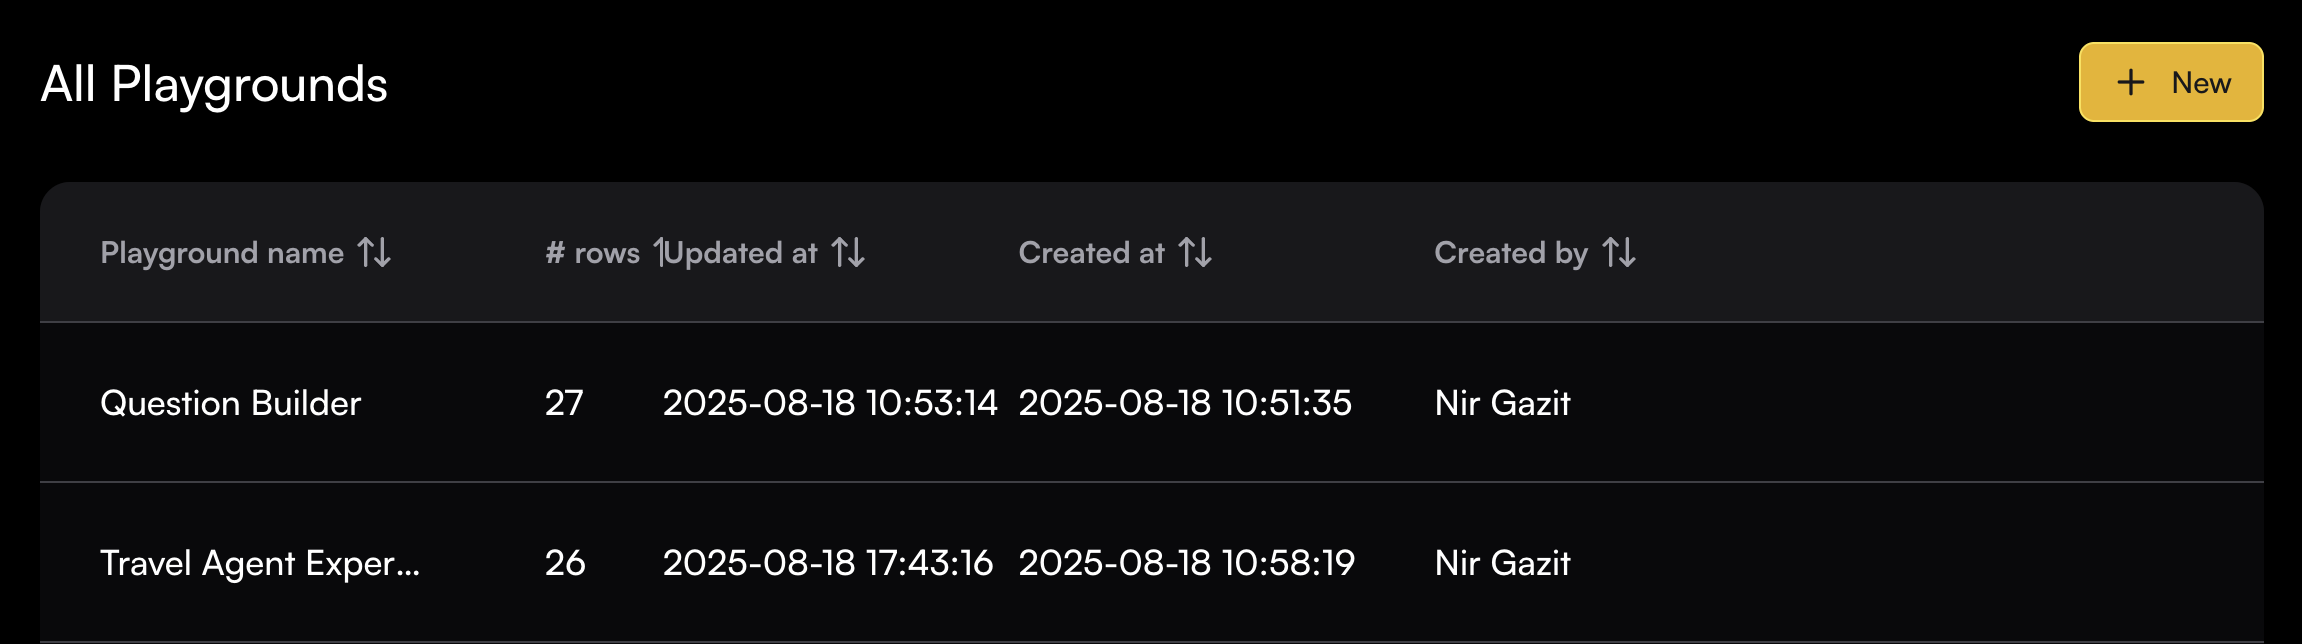 All Playgrounds
+ New
Playground name ↑↓ # rows ↑ Updated at ↑↓ Created at ↑↓ Created by ↑↓
Question Builder 27 2025-08-18 10:53:14 2025-08-18 10:51:35 Nir Gazit
Travel Agent Exper... 26 2025-08-18 17:43:16 2025-08-18 10:58:19 Nir Gazit